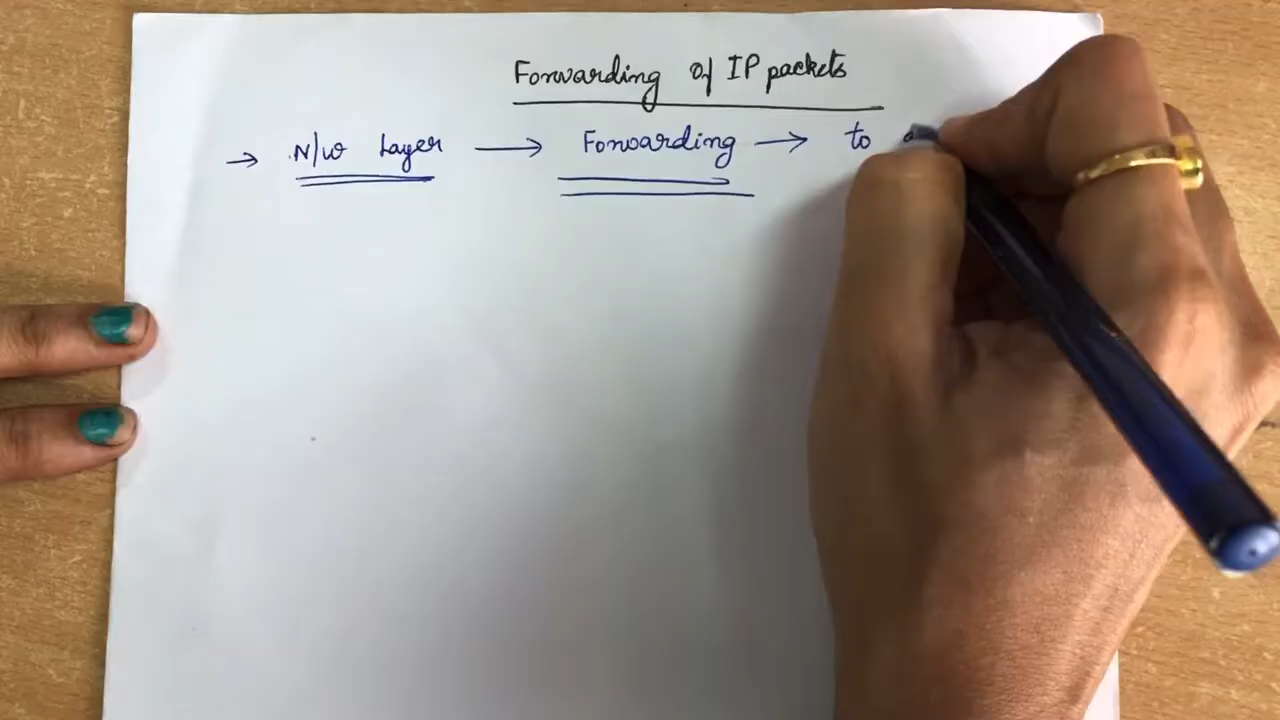 Forwarding of IP packets
→ N/w Layer → Forwarding → to